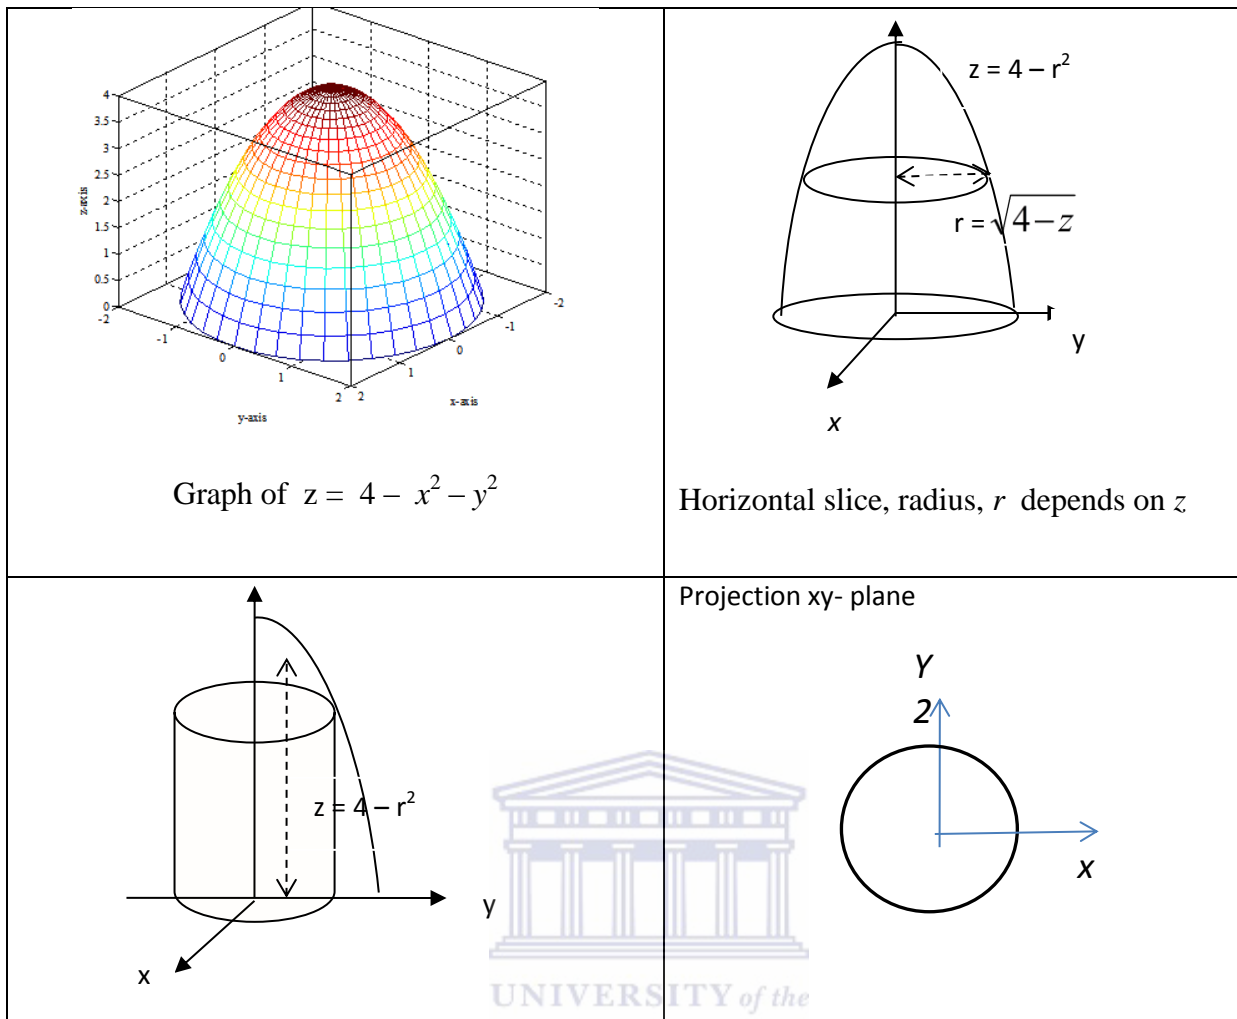 4
3.5
3
2.5
2
1.5
1
0.5
0
z-axis
-2
-1
0
1
2
y-axis
2
1
0
-1
-2
x-axis
Graph of z = 4 – x² – y²
z = 4 – r²
r = √4−z
y
x
Horizontal slice, radius, r depends on z
z = 4 – r²
y
x
Projection xy- plane
Y
2
x
UNIVERSITY of the